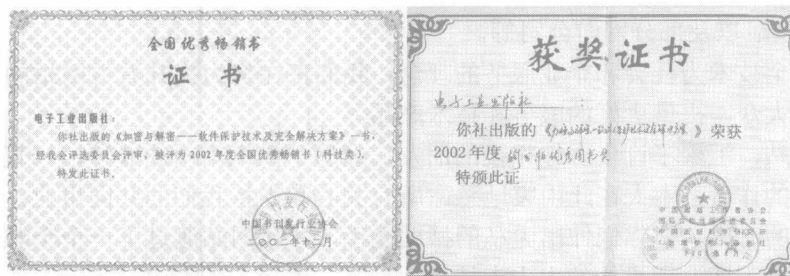 全国优秀畅销书
证 书
电子工业出版社：
你社出版的《加密与解密——软件保护技术及完全解决方案》一书，
经我会评选委员会评审，被评为2002年度全国优秀畅销书（科技类）。
特发此证书。
中国书刊发行业协会
二〇〇二年十二月
获奖证书
电子工业出版社 ：
你社出版的《 》荣获
2002年度 优秀图书奖
特颁此证